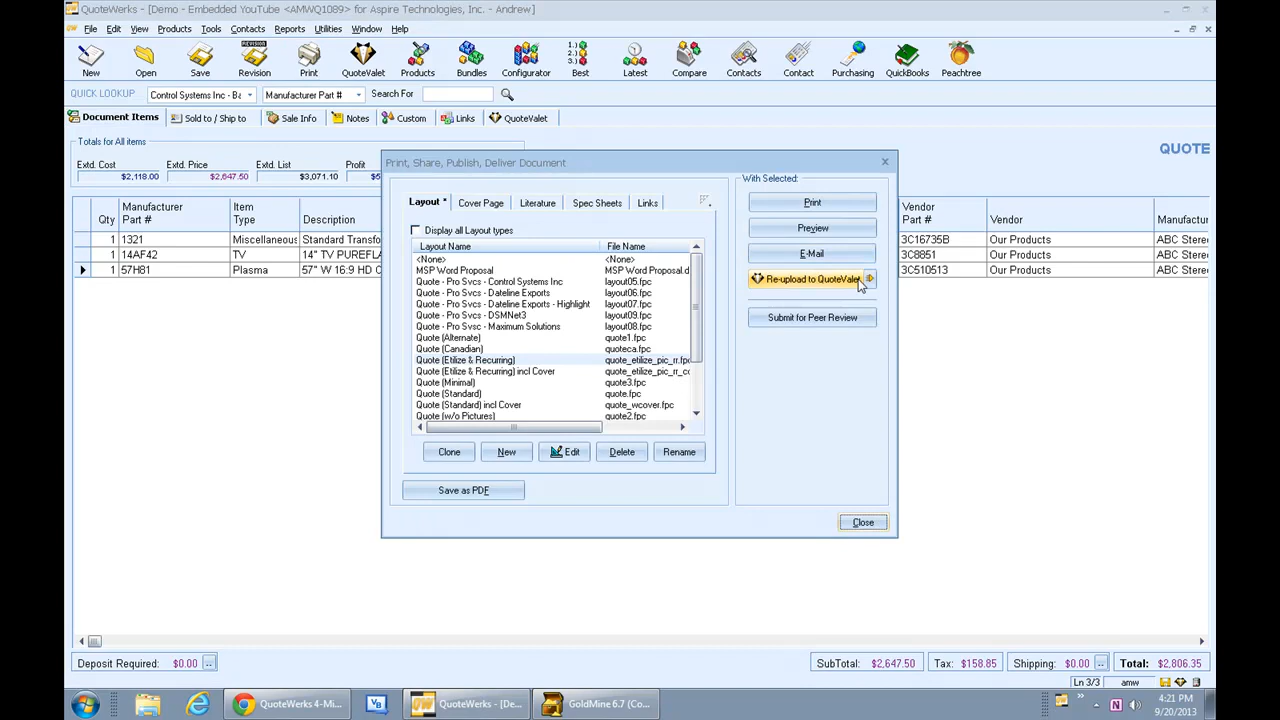 QuoteWerks - [Demo - Embedded YouTube <AMWQ1089> for Aspire Technologies, Inc. - Andrew]
File Edit View Products Tools Contacts Reports Utilities Window Help
New Open Save Revision Print QuoteValet Products Bundles Configurator Best Latest Compare Contacts Contact Purchasing QuickBooks Peachtree
QUICK LOOKUP Control Systems Inc - Ba Manufacturer Part # Search For
Document Items Sold to / Ship to Sale Info Notes Custom Links QuoteValet
Totals for All items
Extd. Cost Extd. Price Extd. List Profit
$2,118.00 $2,647.50 $3,071.10
QUOTE
Qty Manufacturer Part # Item Type Description Vendor Part # Vendor Manufactur
1 1321 Miscellaneous Standard Transfo 3C16735B Our Products ABC Stere
1 14AF42 TV 14" TV PUREFLA 3C8851 Our Products ABC Stere
1 57H81 Plasma 57" W 16:9 HD C 3C510513 Our Products ABC Stere
Print, Share, Publish, Deliver Document
Layout * Cover Page Literature Spec Sheets Links
Display all Layout types
Layout Name File Name
<None> <None>
MSP Word Proposal MSP Word Proposal.d
Quote - Pro Svcs - Control Systems Inc layout05.fpc
Quote - Pro Svcs - Dateline Exports layout06.fpc
Quote - Pro Svcs - Dateline Exports - Highlight layout07.fpc
Quote - Pro Svcs - DSMNet3 layout09.fpc
Quote - Pro Svcs - Maximum Solutions layout08.fpc
Quote (Alternate) quote1.fpc
Quote (Canadian) quoteca.fpc
Quote (Etilize & Recurring) quote_etilize_pic_rr.fpc
Quote (Etilize & Recurring) incl Cover quote_etilize_pic_rr_co
Quote (Minimal) quote3.fpc
Quote (Standard) quote.fpc
Quote (Standard) incl Cover quote_wcover.fpc
Quote (w/o Pictures) quote2.fpc
Clone New Edit Delete Rename
Save as PDF
With Selected:
Print
Preview
E-Mail
Re-upload to QuoteValet
Submit for Peer Review
Close
Deposit Required: $0.00 SubTotal: $2,647.50 Tax: $158.85 Shipping: $0.00 Total: $2,806.35
Ln 3/3 amw
QuoteWerks 4-Mi... QuoteWerks - [De... GoldMine 6.7 (Co...
4:21 PM
9/20/2013